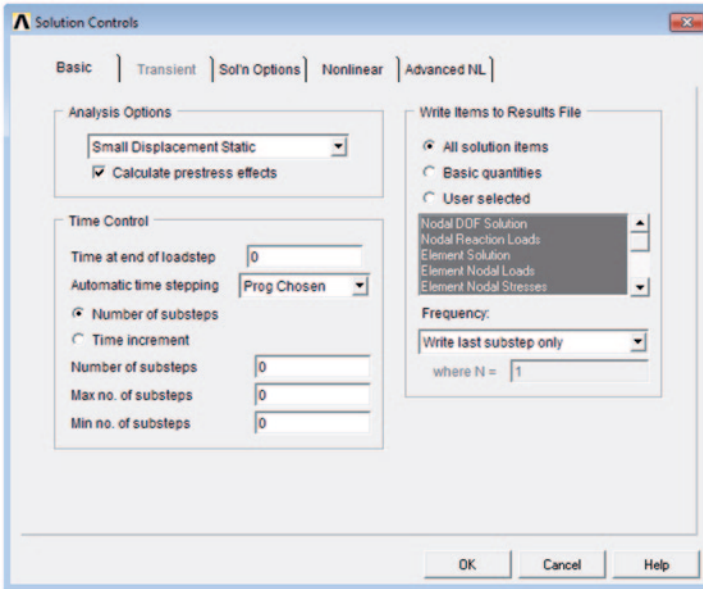 Solution Controls
Basic
Transient
Sol'n Options
Nonlinear
Advanced NL
Analysis Options
Small Displacement Static
Calculate prestress effects
Time Control
Time at end of loadstep 0
Automatic time stepping Prog Chosen
Number of substeps
Time increment
Number of substeps 0
Max no. of substeps 0
Min no. of substeps 0
Write Items to Results File
All solution items
Basic quantities
User selected
Nodal DOF Solution
Nodal Reaction Loads
Element Solution
Element Nodal Loads
Element Nodal Stresses
Frequency:
Write last substep only
where N = 1
OK
Cancel
Help